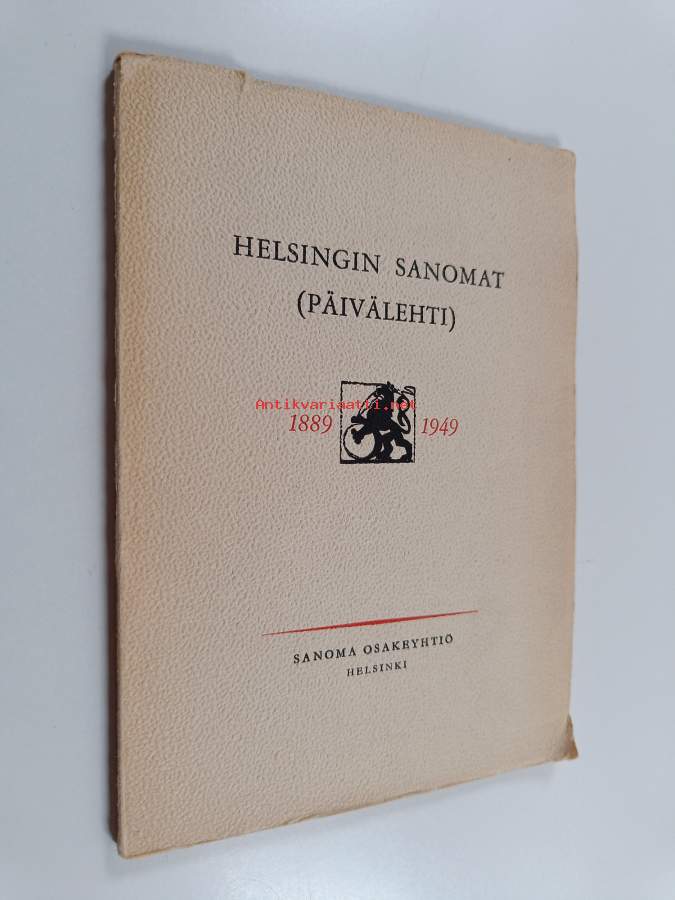 HELSINGIN SANOMAT
(PÄIVÄLEHTI)
Antikvariaatti.net
1889 1949
SANOMA OSAKEYHTIÖ
HELSINKI